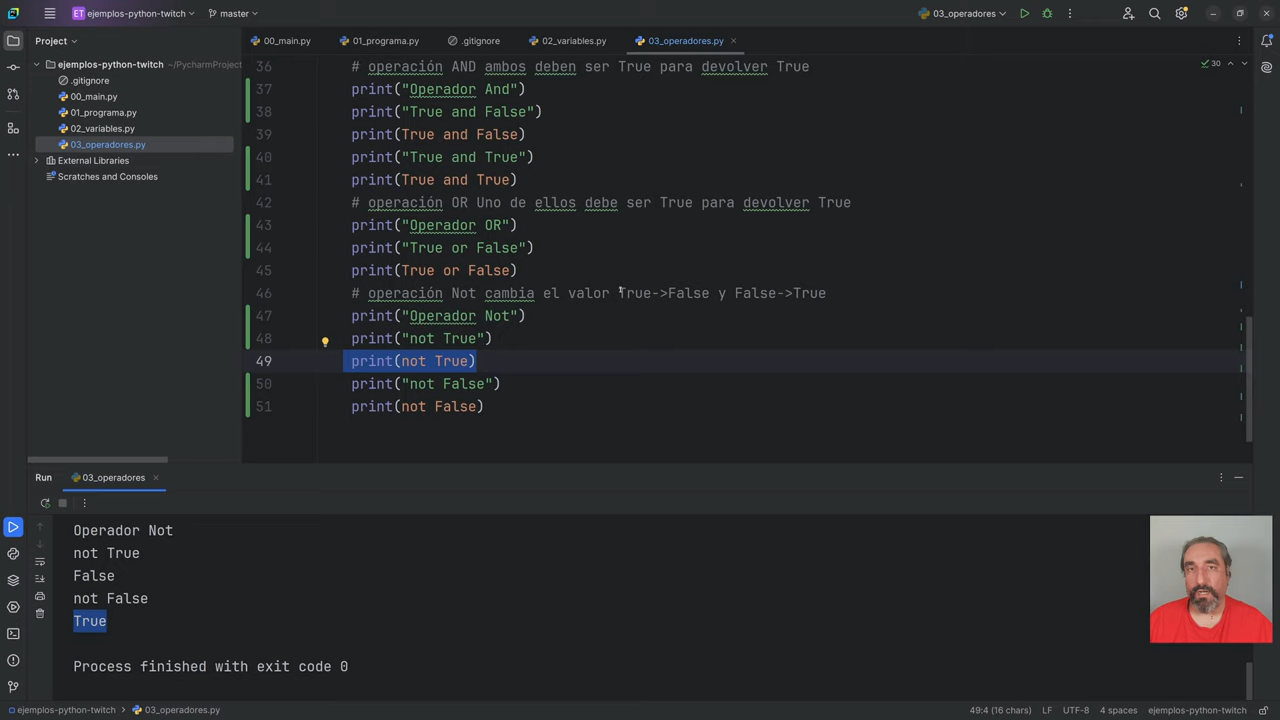 ET ejemplos-python-twitch
master
03_operadores
Project
00_main.py
01_programa.py
.gitignore
02_variables.py
03_operadores.py
ejemplos-python-twitch ~/PycharmProject
.gitignore
00_main.py
01_programa.py
02_variables.py
03_operadores.py
External Libraries
Scratches and Consoles
30
36 # operación AND ambos deben ser True para devolver True
37 print("Operador And")
38 print("True and False")
39 print(True and False)
40 print("True and True")
41 print(True and True)
42 # operación OR Uno de ellos debe ser True para devolver True
43 print("Operador OR")
44 print("True or False")
45 print(True or False)
46 # operación Not cambia el valor True->False y False->True
47 print("Operador Not")
48 print("not True")
49 print(not True)
50 print("not False")
51 print(not False)
Run
03_operadores
Operador Not
not True
False
not False
True
Process finished with exit code 0
ejemplos-python-twitch
03_operadores.py
49:4 (16 chars)
LF
UTF-8
4 spaces
ejemplos-python-twitch